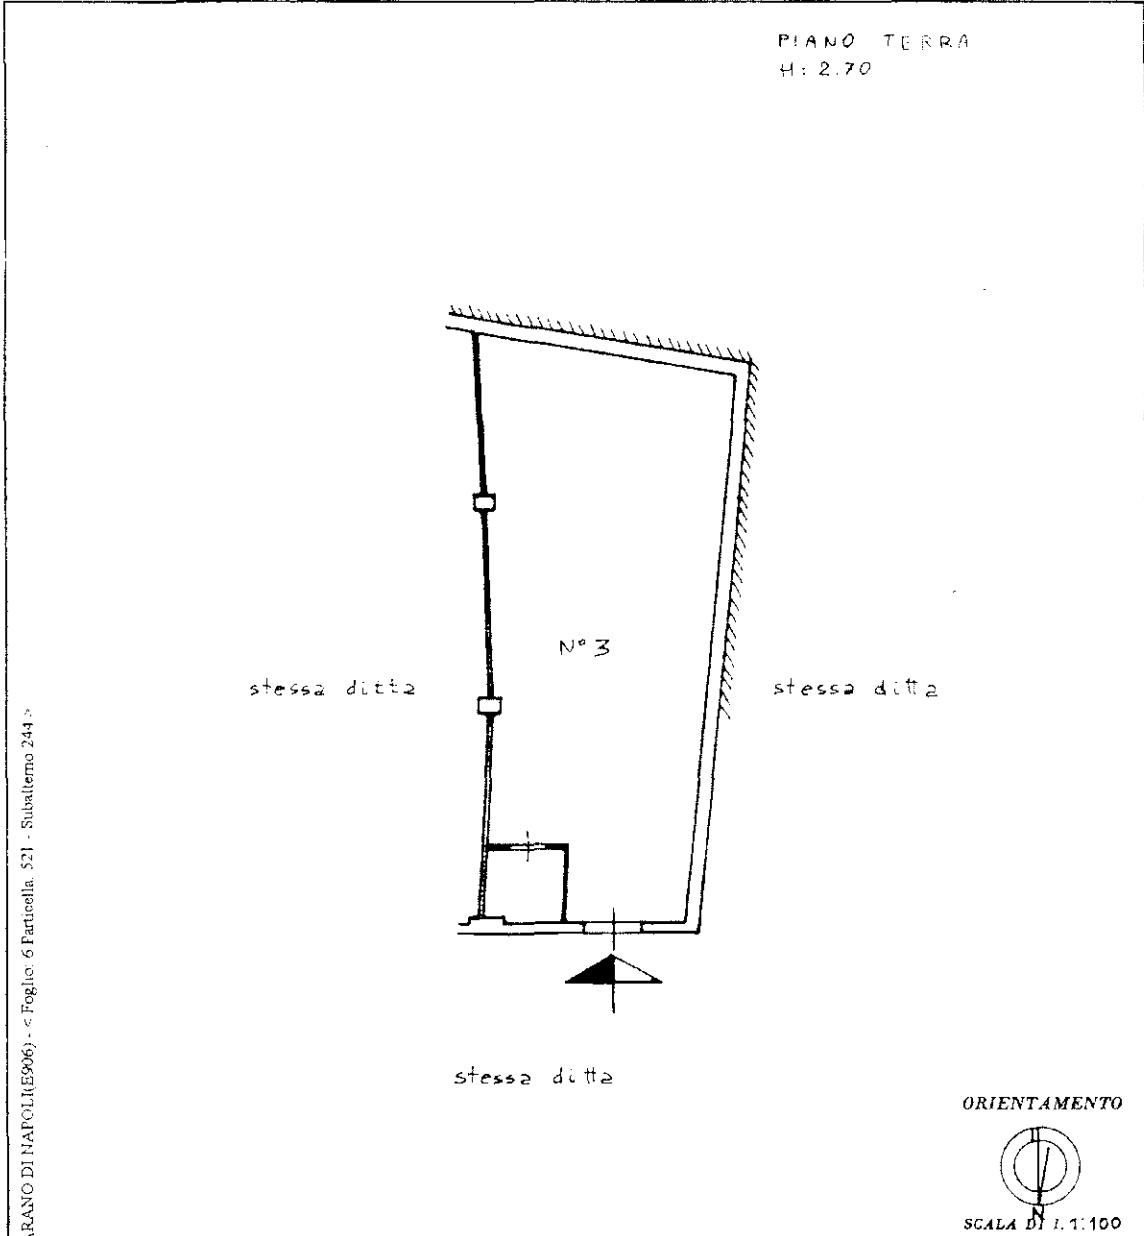 PIANO TERRA
H: 2.70
N° 3
stessa ditta
stessa ditta
stessa ditta
ARANO DI NAPOLI(E906) - < Foglio: 6 Particella: 521 - Subalterno 244 >
ORIENTAMENTO
N
SCALA DI 1:100